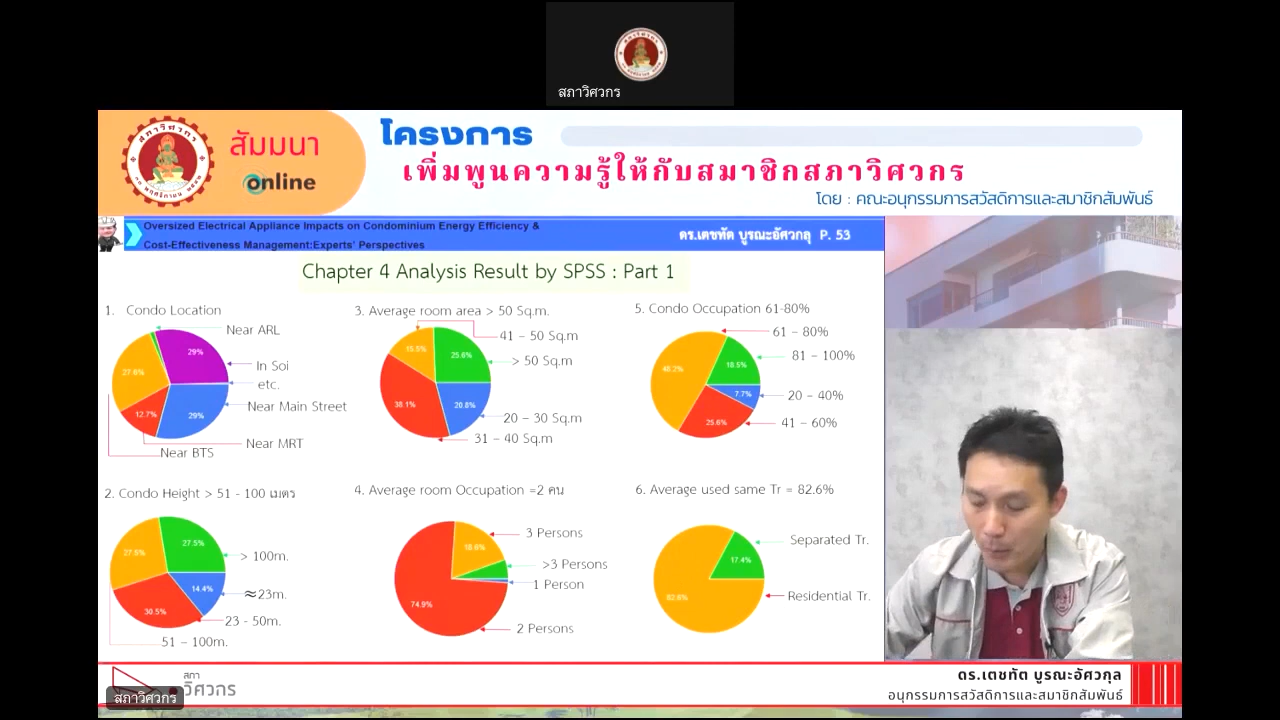 สภาวิศวกร
สัมมนา
online
โครงการ
เพิ่มพูนความรู้ให้กับสมาชิกสภาวิศวกร
โดย : คณะอนุกรรมการสวัสดิการและสมาชิกสัมพันธ์
Oversized Electrical Appliance Impacts on Condominium Energy Efficiency &
Cost-Effectiveness Management:Experts' Perspectives
ดร.เตชทัต บูรณะอัศวกลุ P. 53
Chapter 4 Analysis Result by SPSS : Part 1
1. Condo Location
Near ARL
29%
In Soi
27.6%
etc.
Near Main Street
12.7%
29%
Near MRT
Near BTS
3. Average room area > 50 Sq.m.
41 – 50 Sq.m
15.5%
25.6%
> 50 Sq.m
38.1%
20.8%
20 – 30 Sq.m
31 – 40 Sq.m
5. Condo Occupation 61-80%
61 – 80%
81 – 100%
48.2%
18.5%
7.7%
20 – 40%
25.6%
41 – 60%
2. Condo Height > 51 - 100 เมตร
27.5%
> 100m.
14.4%
≈23m.
30.5%
23 - 50m.
51 – 100m.
4. Average room Occupation =2 คน
3 Persons
18.6%
>3 Persons
1 Person
74.9%
2 Persons
6. Average used same Tr = 82.6%
Separated Tr.
17.4%
82.6%
Residential Tr.
สภา
วิศวกร
สภาวิศวกร
ดร.เตชทัต บูรณะอัศวกุล
อนุกรรมการสวัสดิการและสมาชิกสัมพันธ์